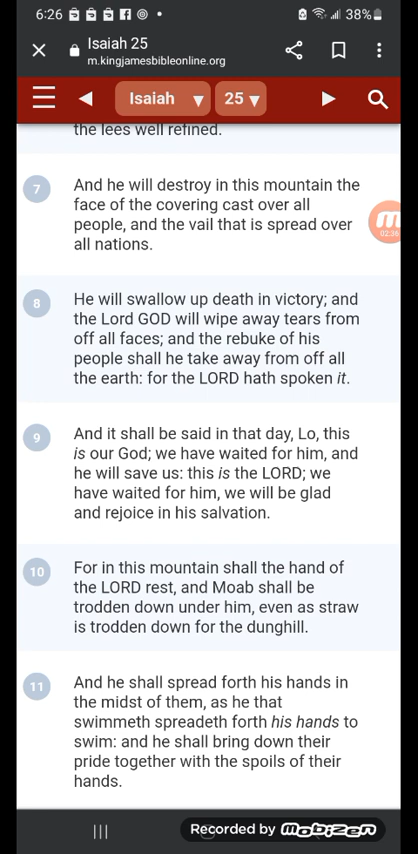 6:26
38%
Isaiah 25
m.kingjamesbibleonline.org
Isaiah
25
the lees well refined.
7
And he will destroy in this mountain the
face of the covering cast over all
people, and the vail that is spread over
all nations.
02:36
8
He will swallow up death in victory; and
the Lord GOD will wipe away tears from
off all faces; and the rebuke of his
people shall he take away from off all
the earth: for the LORD hath spoken it.
9
And it shall be said in that day, Lo, this
is our God; we have waited for him, and
he will save us: this is the LORD; we
have waited for him, we will be glad
and rejoice in his salvation.
10
For in this mountain shall the hand of
the LORD rest, and Moab shall be
trodden down under him, even as straw
is trodden down for the dunghill.
11
And he shall spread forth his hands in
the midst of them, as he that
swimmeth spreadeth forth his hands to
swim: and he shall bring down their
pride together with the spoils of their
hands.
Recorded by mobizen